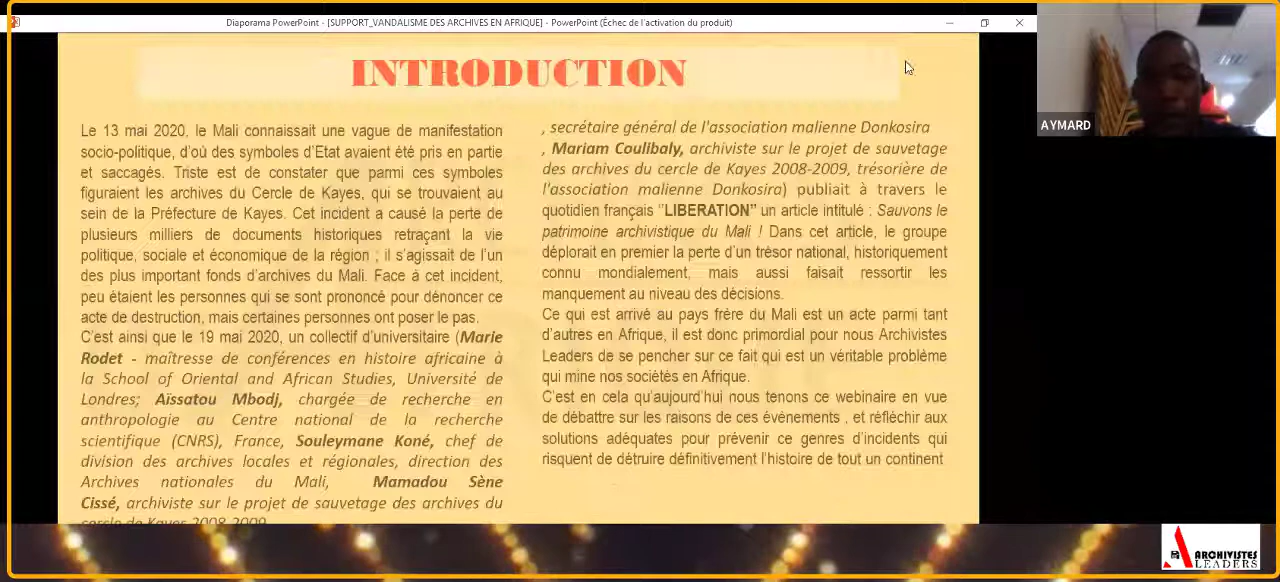 Diaporama PowerPoint - [SUPPORT_VANDALISME DES ARCHIVES EN AFRIQUE] - PowerPoint (Échec de l'activation du produit)
INTRODUCTION
Le 13 mai 2020, le Mali connaissait une vague de manifestation
socio-politique, d'où des symboles d'Etat avaient été pris en partie
et saccagés. Triste est de constater que parmi ces symboles
figuraient les archives du Cercle de Kayes, qui se trouvaient au
sein de la Préfecture de Kayes. Cet incident a causé la perte de
plusieurs milliers de documents historiques retraçant la vie
politique, sociale et économique de la région ; il s'agissait de l'un
des plus important fonds d'archives du Mali. Face à cet incident,
peu étaient les personnes qui se sont prononcé pour dénoncer ce
acte de destruction, mais certaines personnes ont poser le pas.
C'est ainsi que le 19 mai 2020, un collectif d'universitaire (Marie
Rodet - maîtresse de conférences en histoire africaine à
la School of Oriental and African Studies, Université de
Londres; Aïssatou Mbodj, chargée de recherche en
anthropologie au Centre national de la recherche
scientifique (CNRS), France, Souleymane Koné, chef de
division des archives locales et régionales, direction des
Archives nationales du Mali, Mamadou Sène
Cissé, archiviste sur le projet de sauvetage des archives du
cercle de Kayes 2008-2009
, secrétaire général de l'association malienne Donkosira
, Mariam Coulibaly, archiviste sur le projet de sauvetage
des archives du cercle de Kayes 2008-2009, trésorière de
l'association malienne Donkosira) publiait à travers le
quotidien français "LIBERATION" un article intitulé : Sauvons le
patrimoine archivistique du Mali ! Dans cet article, le groupe
déplorait en premier la perte d'un trésor national, historiquement
connu mondialement, mais aussi faisait ressortir les
manquement au niveau des décisions.
Ce qui est arrivé au pays frère du Mali est un acte parmi tant
d'autres en Afrique, il est donc primordial pour nous Archivistes
Leaders de se pencher sur ce fait qui est un véritable problème
qui mine nos sociétés en Afrique.
C'est en cela qu'aujourd'hui nous tenons ce webinaire en vue
de débattre sur les raisons de ces événements , et réfléchir aux
solutions adéquates pour prévenir ce genres d'incidents qui
risquent de détruire définitivement l'histoire de tout un continent
AYMARD
ARCHIVISTES
LEADERS